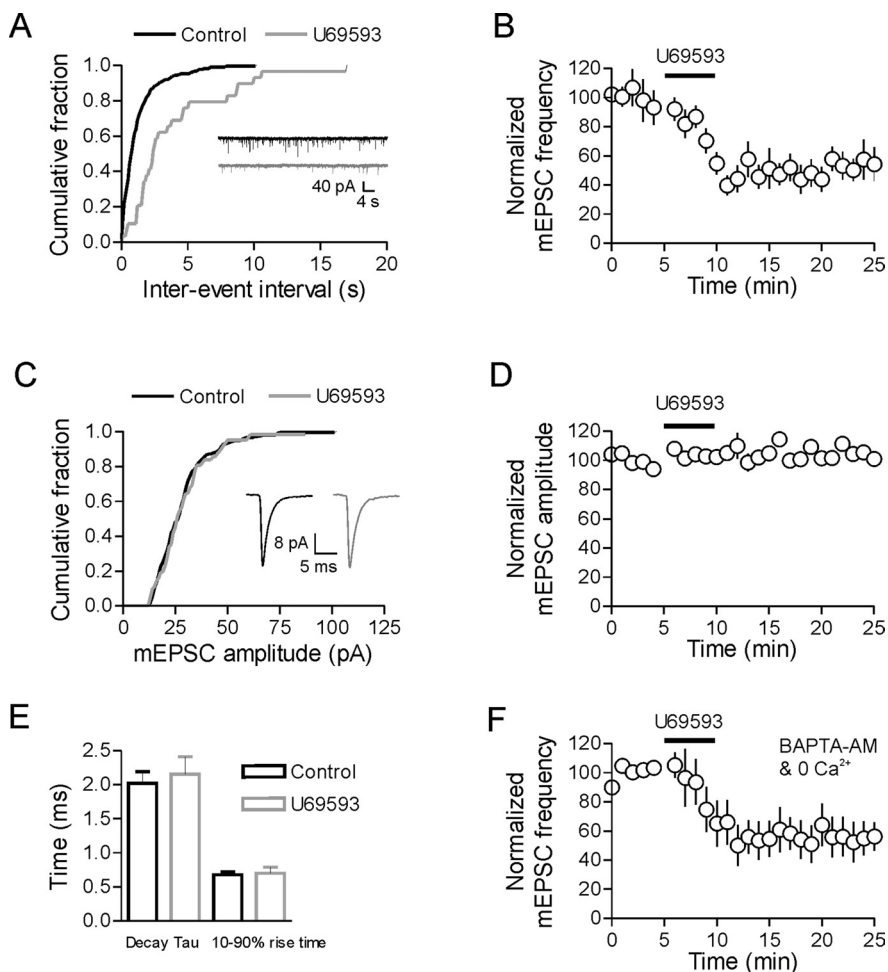 A
Control
U69593
Cumulative fraction
1.0
0.8
0.6
0.4
0.2
0.0
40 pA
4 s
0 5 10 15 20
Inter-event interval (s)
B
U69593
Normalized
mEPSC frequency
120
100
80
60
40
20
0
0 5 10 15 20 25
Time (min)
C
Control
U69593
Cumulative fraction
1.0
0.8
0.6
0.4
0.2
0.0
8 pA
5 ms
0 25 50 75 100 125
mEPSC amplitude (pA)
D
U69593
Normalized
mEPSC amplitude
120
100
80
60
40
20
0
0 5 10 15 20 25
Time (min)
E
Time (ms)
2.5
2.0
1.5
1.0
0.5
0.0
Control
U69593
Decay Tau
10-90% rise time
F
U69593
BAPTA-AM
& 0 Ca²⁺
Normalized
mEPSC frequency
120
100
80
60
40
20
0
0 5 10 15 20 25
Time (min)